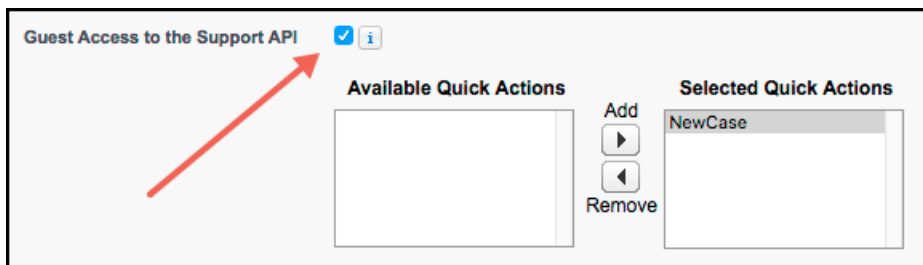 Guest Access to the Support API
i
Available Quick Actions
Add
Selected Quick Actions
NewCase
Remove